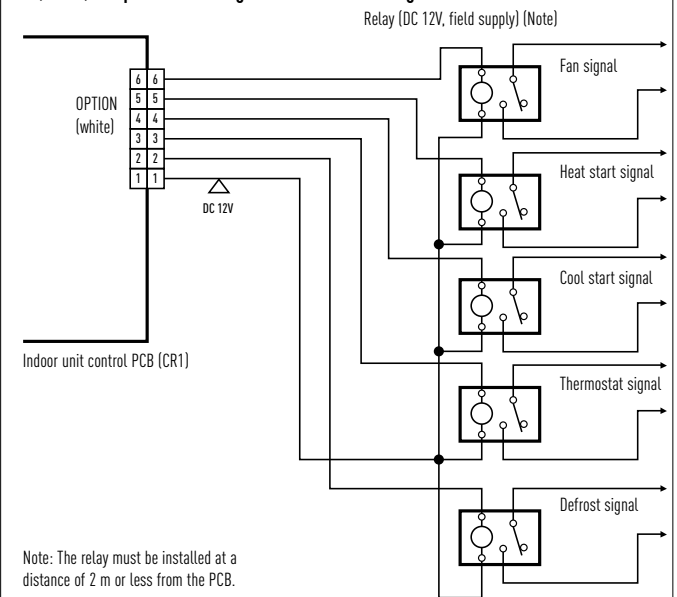 Relay (DC 12V, field supply) (Note)
Fan signal
OPTION
(white)
6 6
5 5
4 4
3 3
2 2
1 1
DC 12V
Heat start signal
Cool start signal
Indoor unit control PCB (CR1)
Thermostat signal
Defrost signal
Note: The relay must be installed at a
distance of 2 m or less from the PCB.